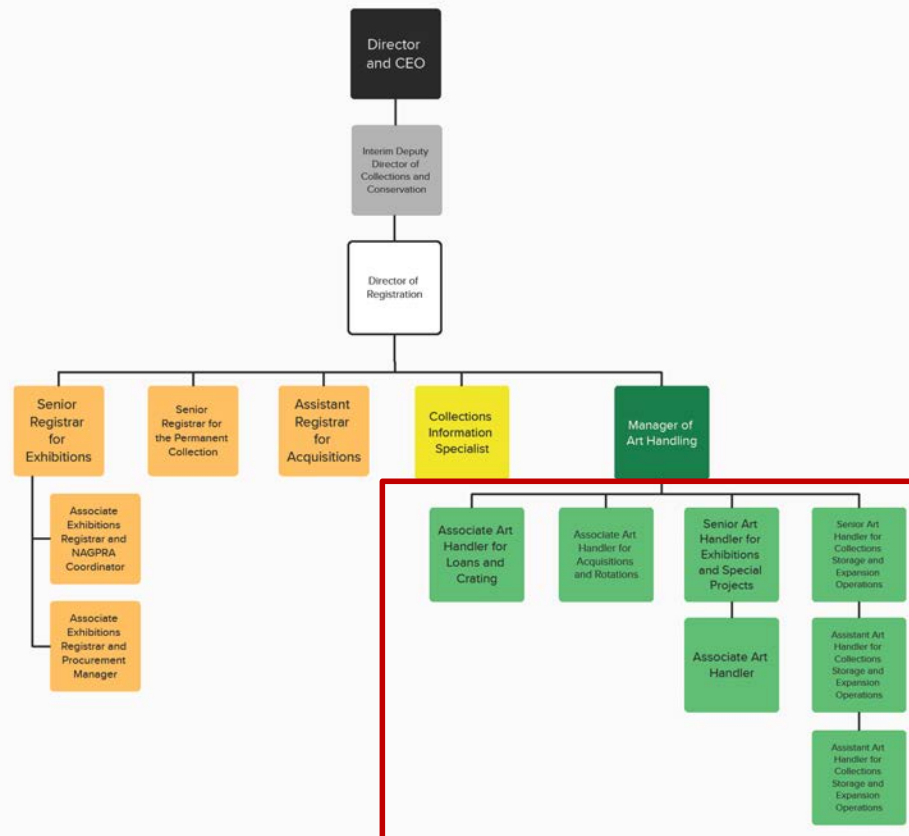 Director
and CEO
Interim Deputy
Director of
Collections and
Conservation
Director of
Registration
Senior
Registrar
for
Exhibitions
Senior
Registrar for
the Permanent
Collection
Assistant
Registrar
for
Acquisitions
Collections
Information
Specialist
Manager of
Art Handling
Associate
Exhibitions
Registrar and
NAGPRA
Coordinator
Associate
Exhibitions
Registrar and
Procurement
Manager
Associate Art
Handler for
Loans and
Crating
Associate Art
Handler for
Acquisitions
and Rotations
Senior Art
Handler for
Exhibitions
and Special
Projects
Associate Art
Handler
Senior Art
Handler for
Collections
Storage and
Expansion
Operations
Assistant Art
Handler for
Collections
Storage and
Expansion
Operations
Assistant Art
Handler for
Collections
Storage and
Expansion
Operations